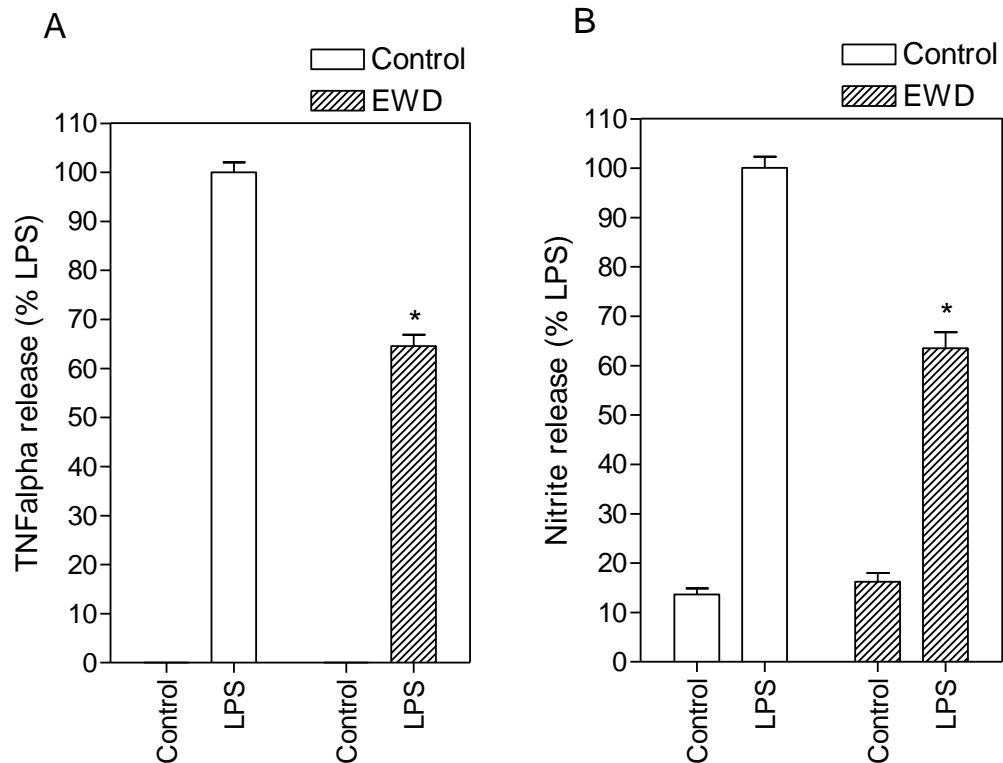 A
Control
EWD
TNFalpha release (% LPS)
110
100
90
80
70
60
50
40
30
20
10
0
*
Control
LPS
Control
LPS
B
Control
EWD
Nitrite release (% LPS)
110
100
90
80
70
60
50
40
30
20
10
0
*
Control
LPS
Control
LPS